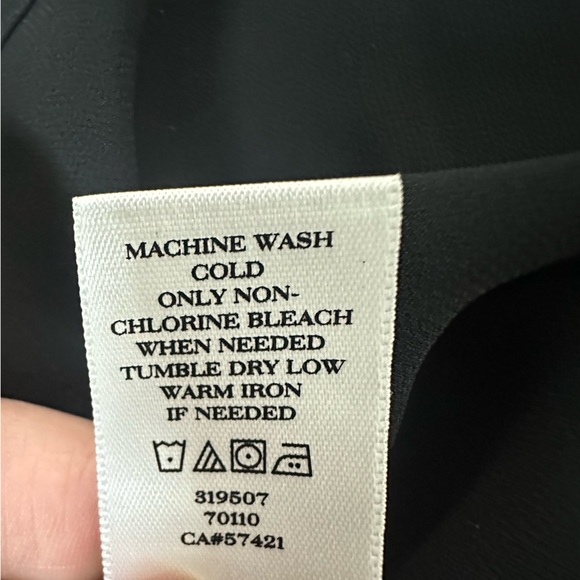 MACHINE WASH
COLD
ONLY NON-
CHLORINE BLEACH
WHEN NEEDED
TUMBLE DRY LOW
WARM IRON
IF NEEDED
319507
70110
CA#57421